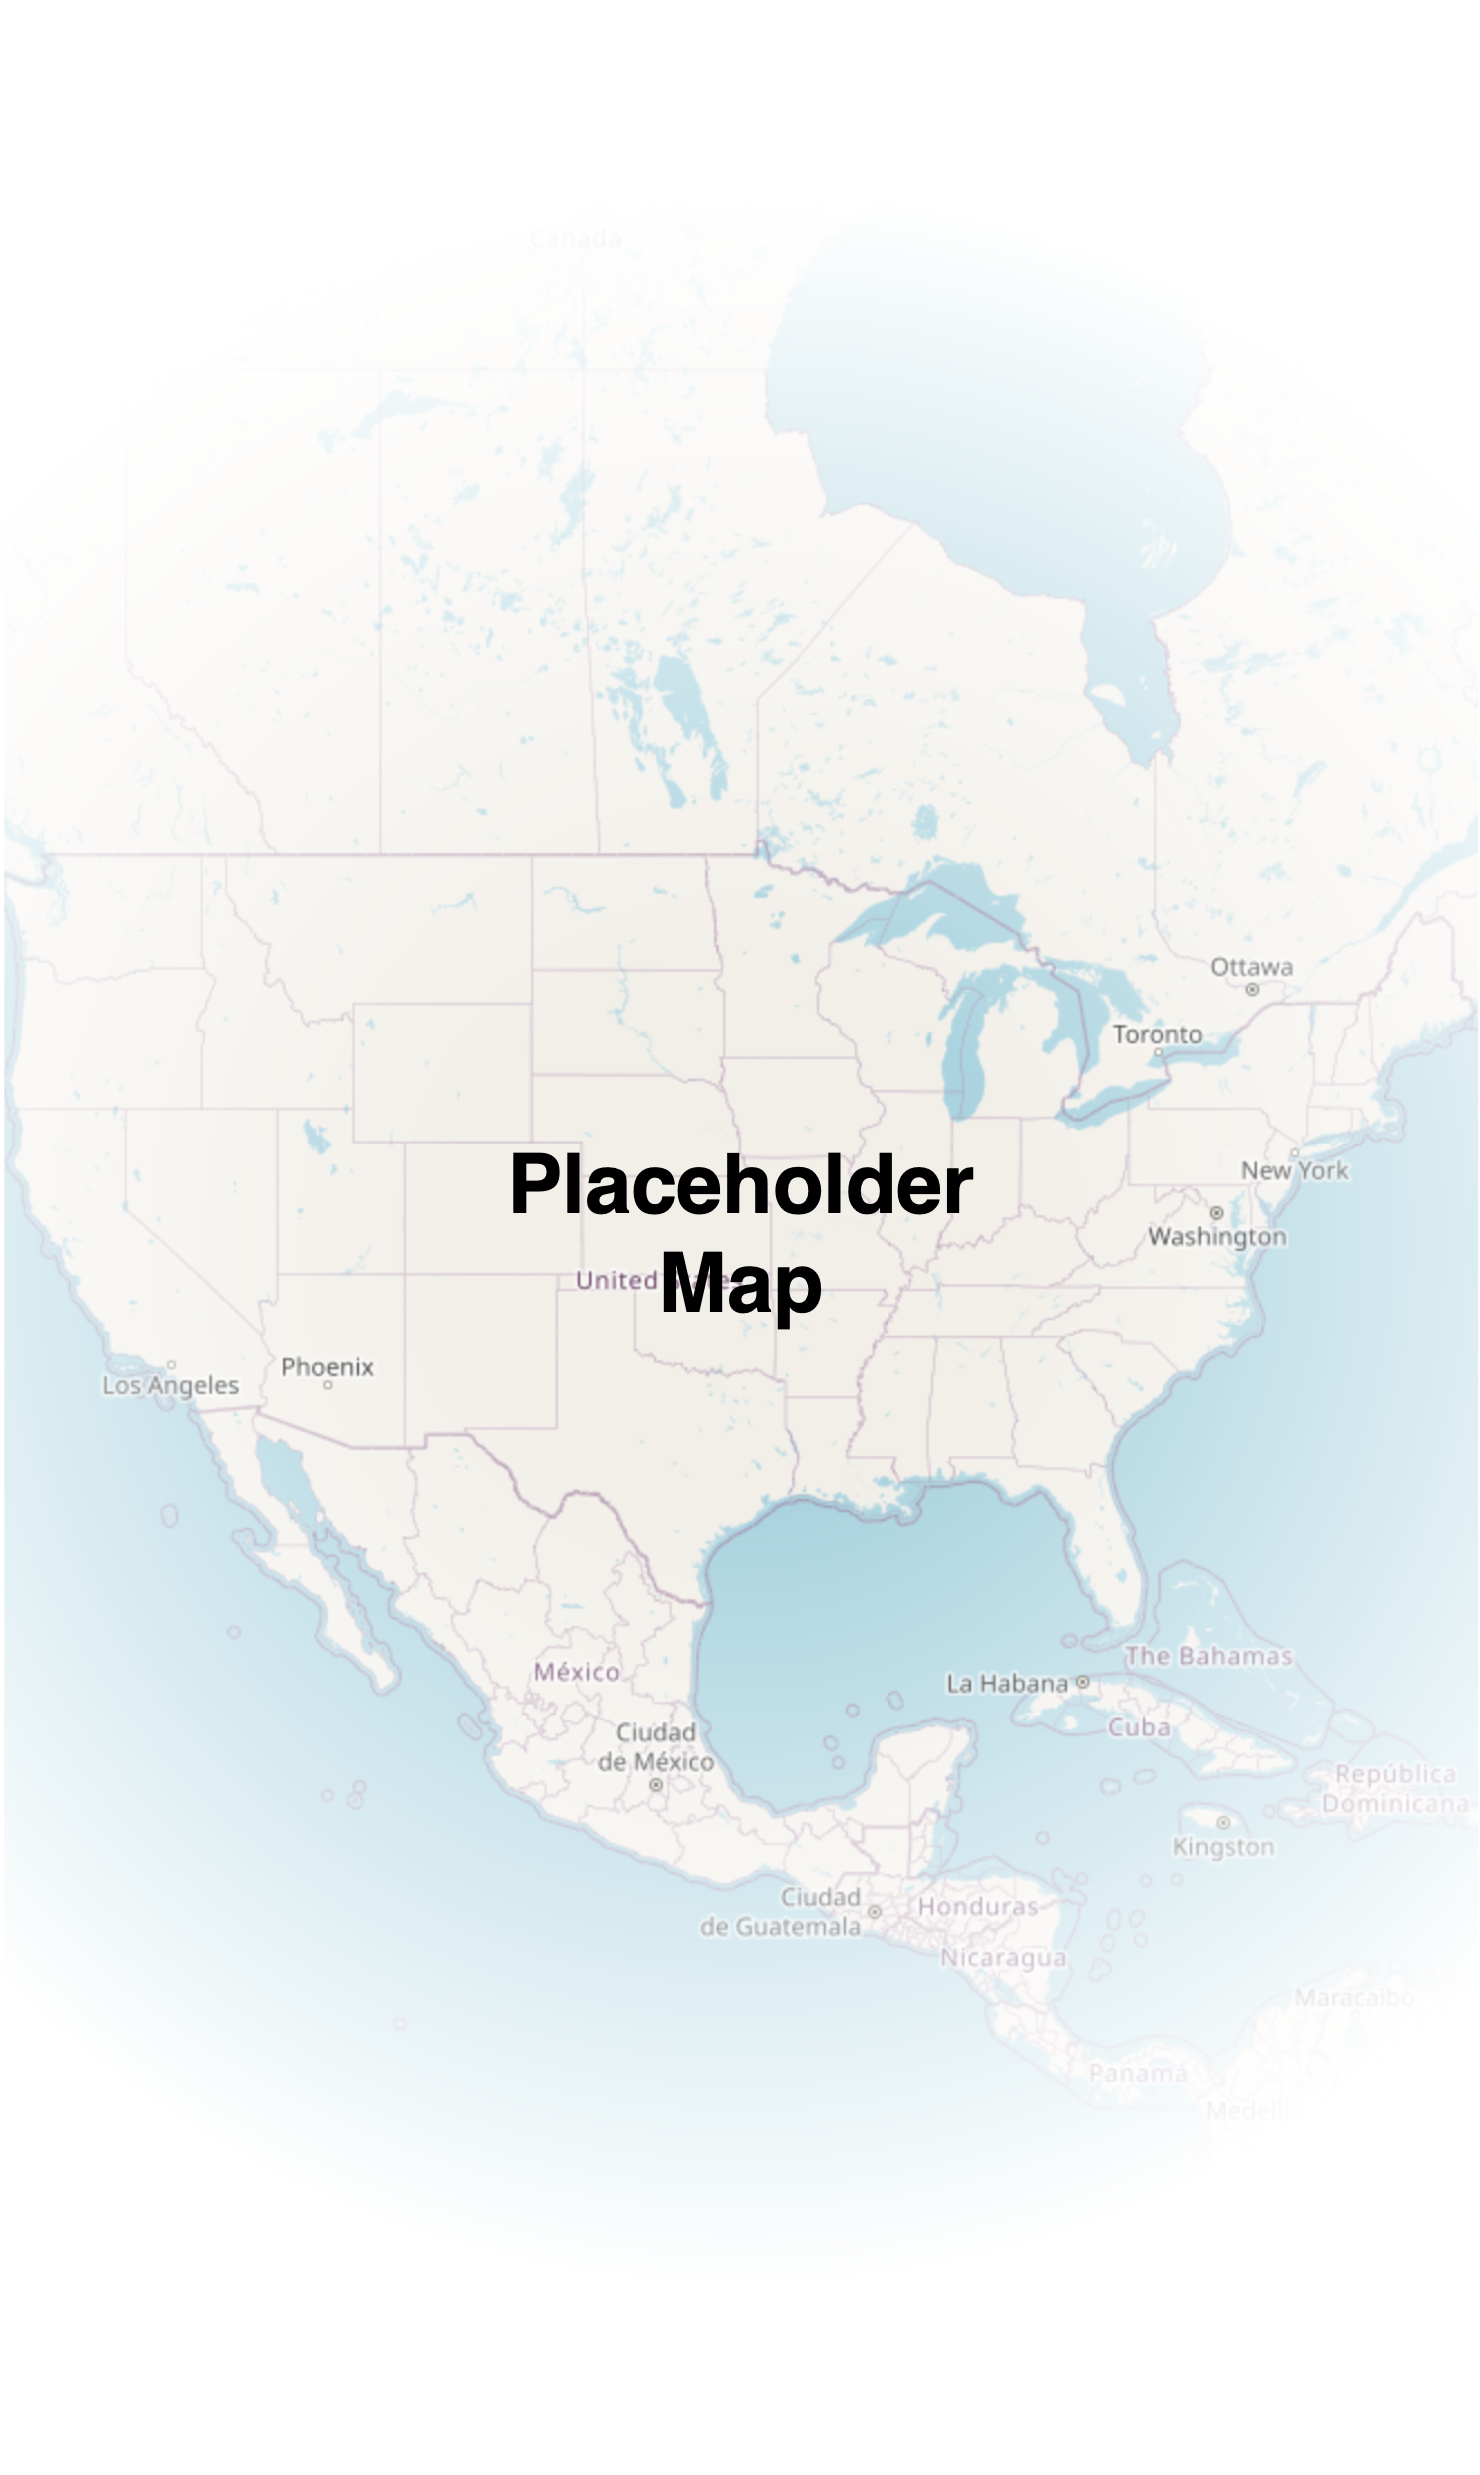 Canada
Ottawa
Toronto
New York
Washington
Placeholder
Map
United States
Phoenix
Los Angeles
México
The Bahamas
La Habana
Cuba
Ciudad
de México
República
Dominicana
Kingston
Ciudad
de Guatemala
Honduras
Nicaragua
Maracaibo
Panamá
Medellín